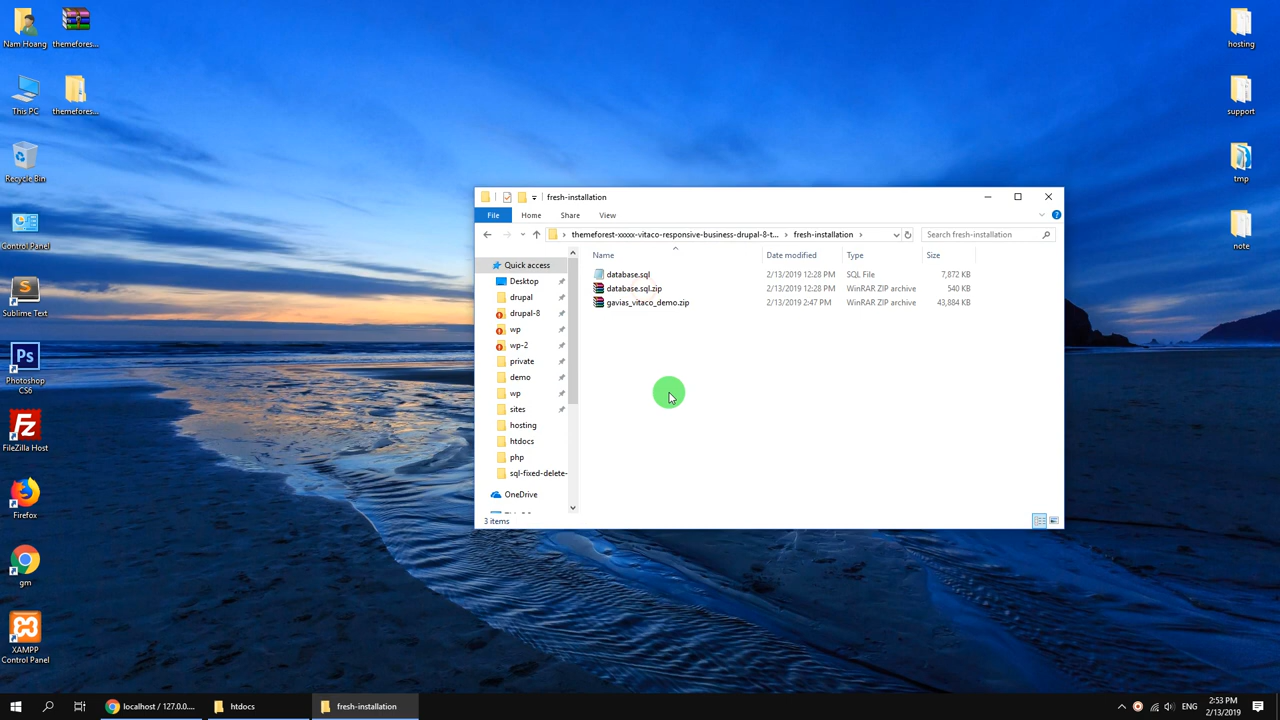 Nam Hoang
themefores...
This PC
themefores...
Recycle Bin
Control Panel
Sublime Text
Ps
Photoshop
CS6
FileZilla Host
Firefox
gm
XAMPP
Control Panel
hosting
support
tmp
note
fresh-installation
File
Home
Share
View
themeforest-xxxxx-vitaco-responsive-business-drupal-8-t...
fresh-installation
Search fresh-installation
Name
Date modified
Type
Size
database.sql
2/13/2019 12:28 PM
SQL File
7,872 KB
database.sql.zip
2/13/2019 12:28 PM
WinRAR ZIP archive
540 KB
gavias_vitaco_demo.zip
2/13/2019 2:47 PM
WinRAR ZIP archive
43,884 KB
Quick access
Desktop
drupal
drupal-8
wp
wp-2
private
demo
wp
sites
hosting
htdocs
php
sql-fixed-delete-
OneDrive
3 items
localhost / 127.0.0....
htdocs
fresh-installation
ENG
2:53 PM
2/13/2019